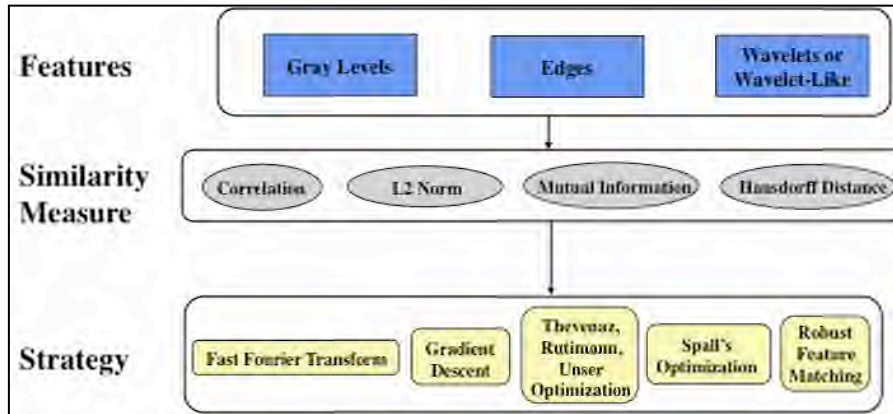 Features
Gray Levels
Edges
Wavelets or
Wavelet-Like
Similarity
Measure
Correlation
L2 Norm
Mutual Information
Hausdorff Distance
Strategy
Fast Fourier Transform
Gradient
Descent
Thevenaz,
Rutimann,
Unser
Optimization
Spall's
Optimization
Robust
Feature
Matching